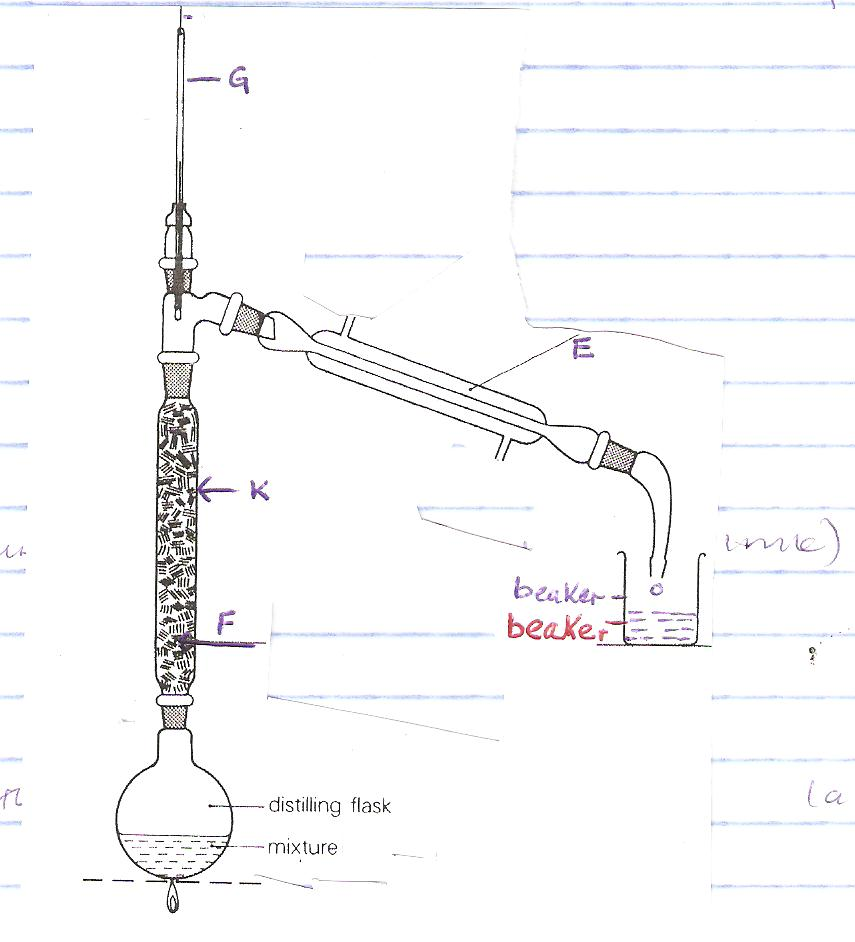 G
E
K
beaker
beaker
F
distilling flask
mixture
(a